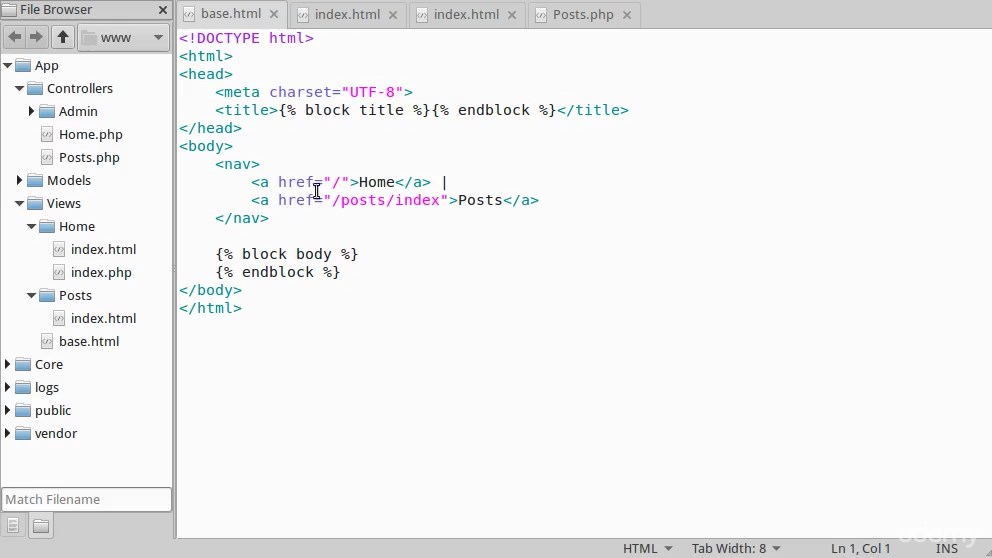 File Browser
www
App
Controllers
Admin
Home.php
Posts.php
Models
Views
Home
index.html
index.php
Posts
index.html
base.html
Core
logs
public
vendor
Match Filename
base.html
index.html
index.html
Posts.php
<!DOCTYPE html>
<html>
<head>
    <meta charset="UTF-8">
    <title>{% block title %}{% endblock %}</title>
</head>
<body>
    <nav>
        <a href="/">Home</a> |
        <a href="/posts/index">Posts</a>
    </nav>

    {% block body %}
    {% endblock %}
</body>
</html>
udemy
HTML
Tab Width: 8
Ln 1, Col 1
INS